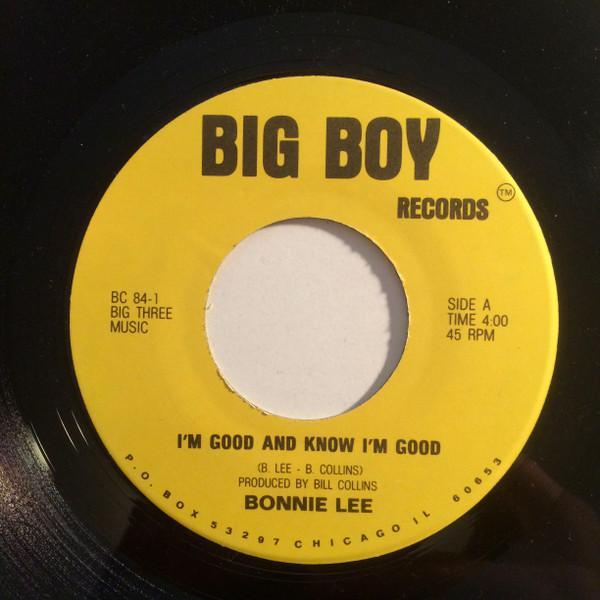 BIG BOY
RECORDS ™
BC 84-1
BIG THREE
MUSIC
SIDE A
TIME 4:00
45 RPM
I'M GOOD AND KNOW I'M GOOD
(B. LEE - B. COLLINS)
PRODUCED BY BILL COLLINS
BONNIE LEE
P.O. BOX 53297 CHICAGO IL 60653